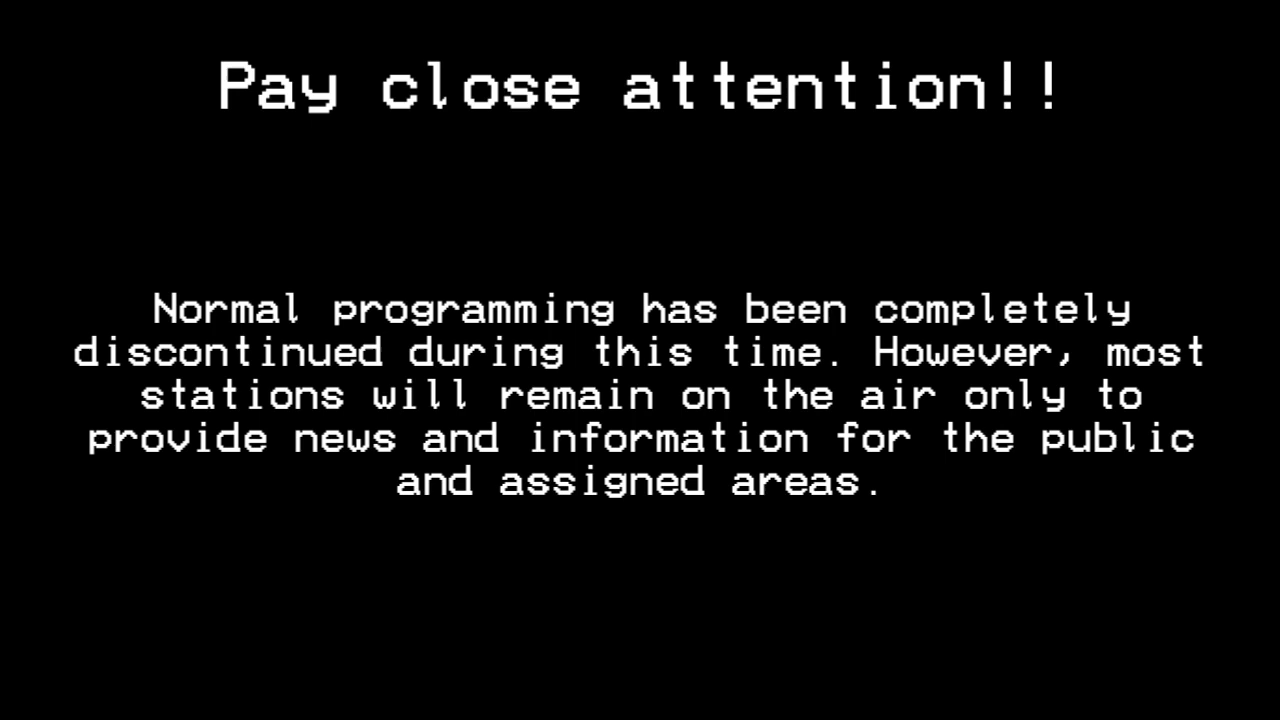 Pay close attention!!
Normal programming has been completely
discontinued during this time. However, most
stations will remain on the air only to
provide news and information for the public
and assigned areas.